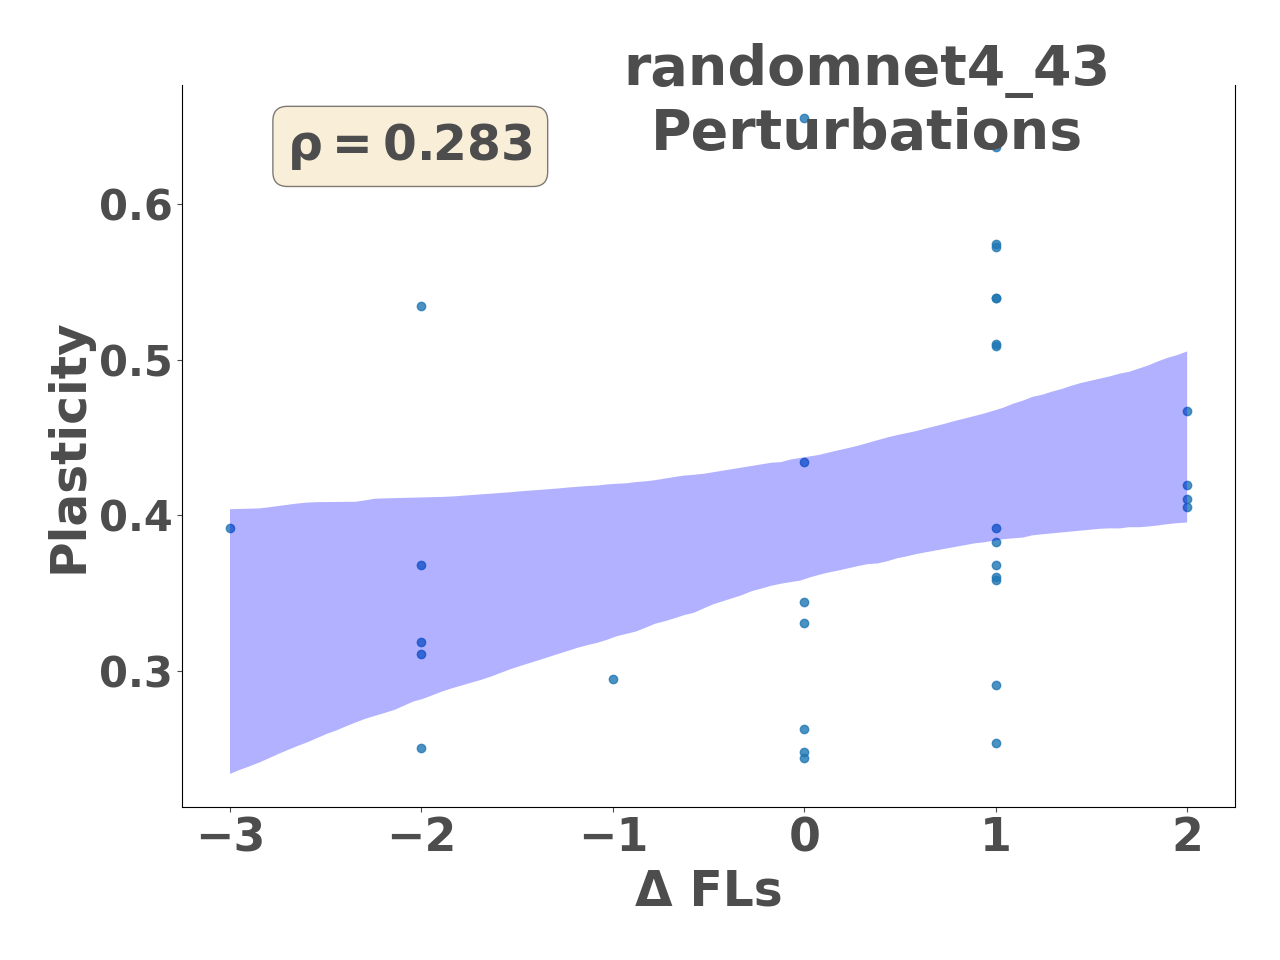 randomnet4_43
Perturbations
ρ = 0.283
Plasticity
0.6
0.5
0.4
0.3
−3
−2
−1
0
1
2
Δ FLs